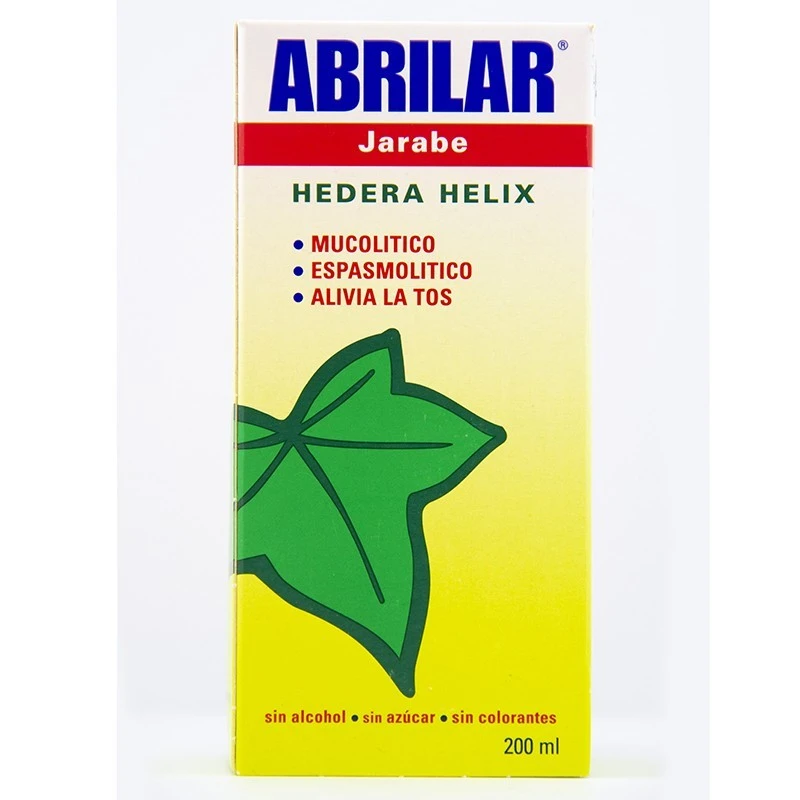 ABRILAR®
Jarabe
HEDERA HELIX
• MUCOLITICO
• ESPASMOLITICO
• ALIVIA LA TOS
sin alcohol • sin azúcar • sin colorantes
200 ml